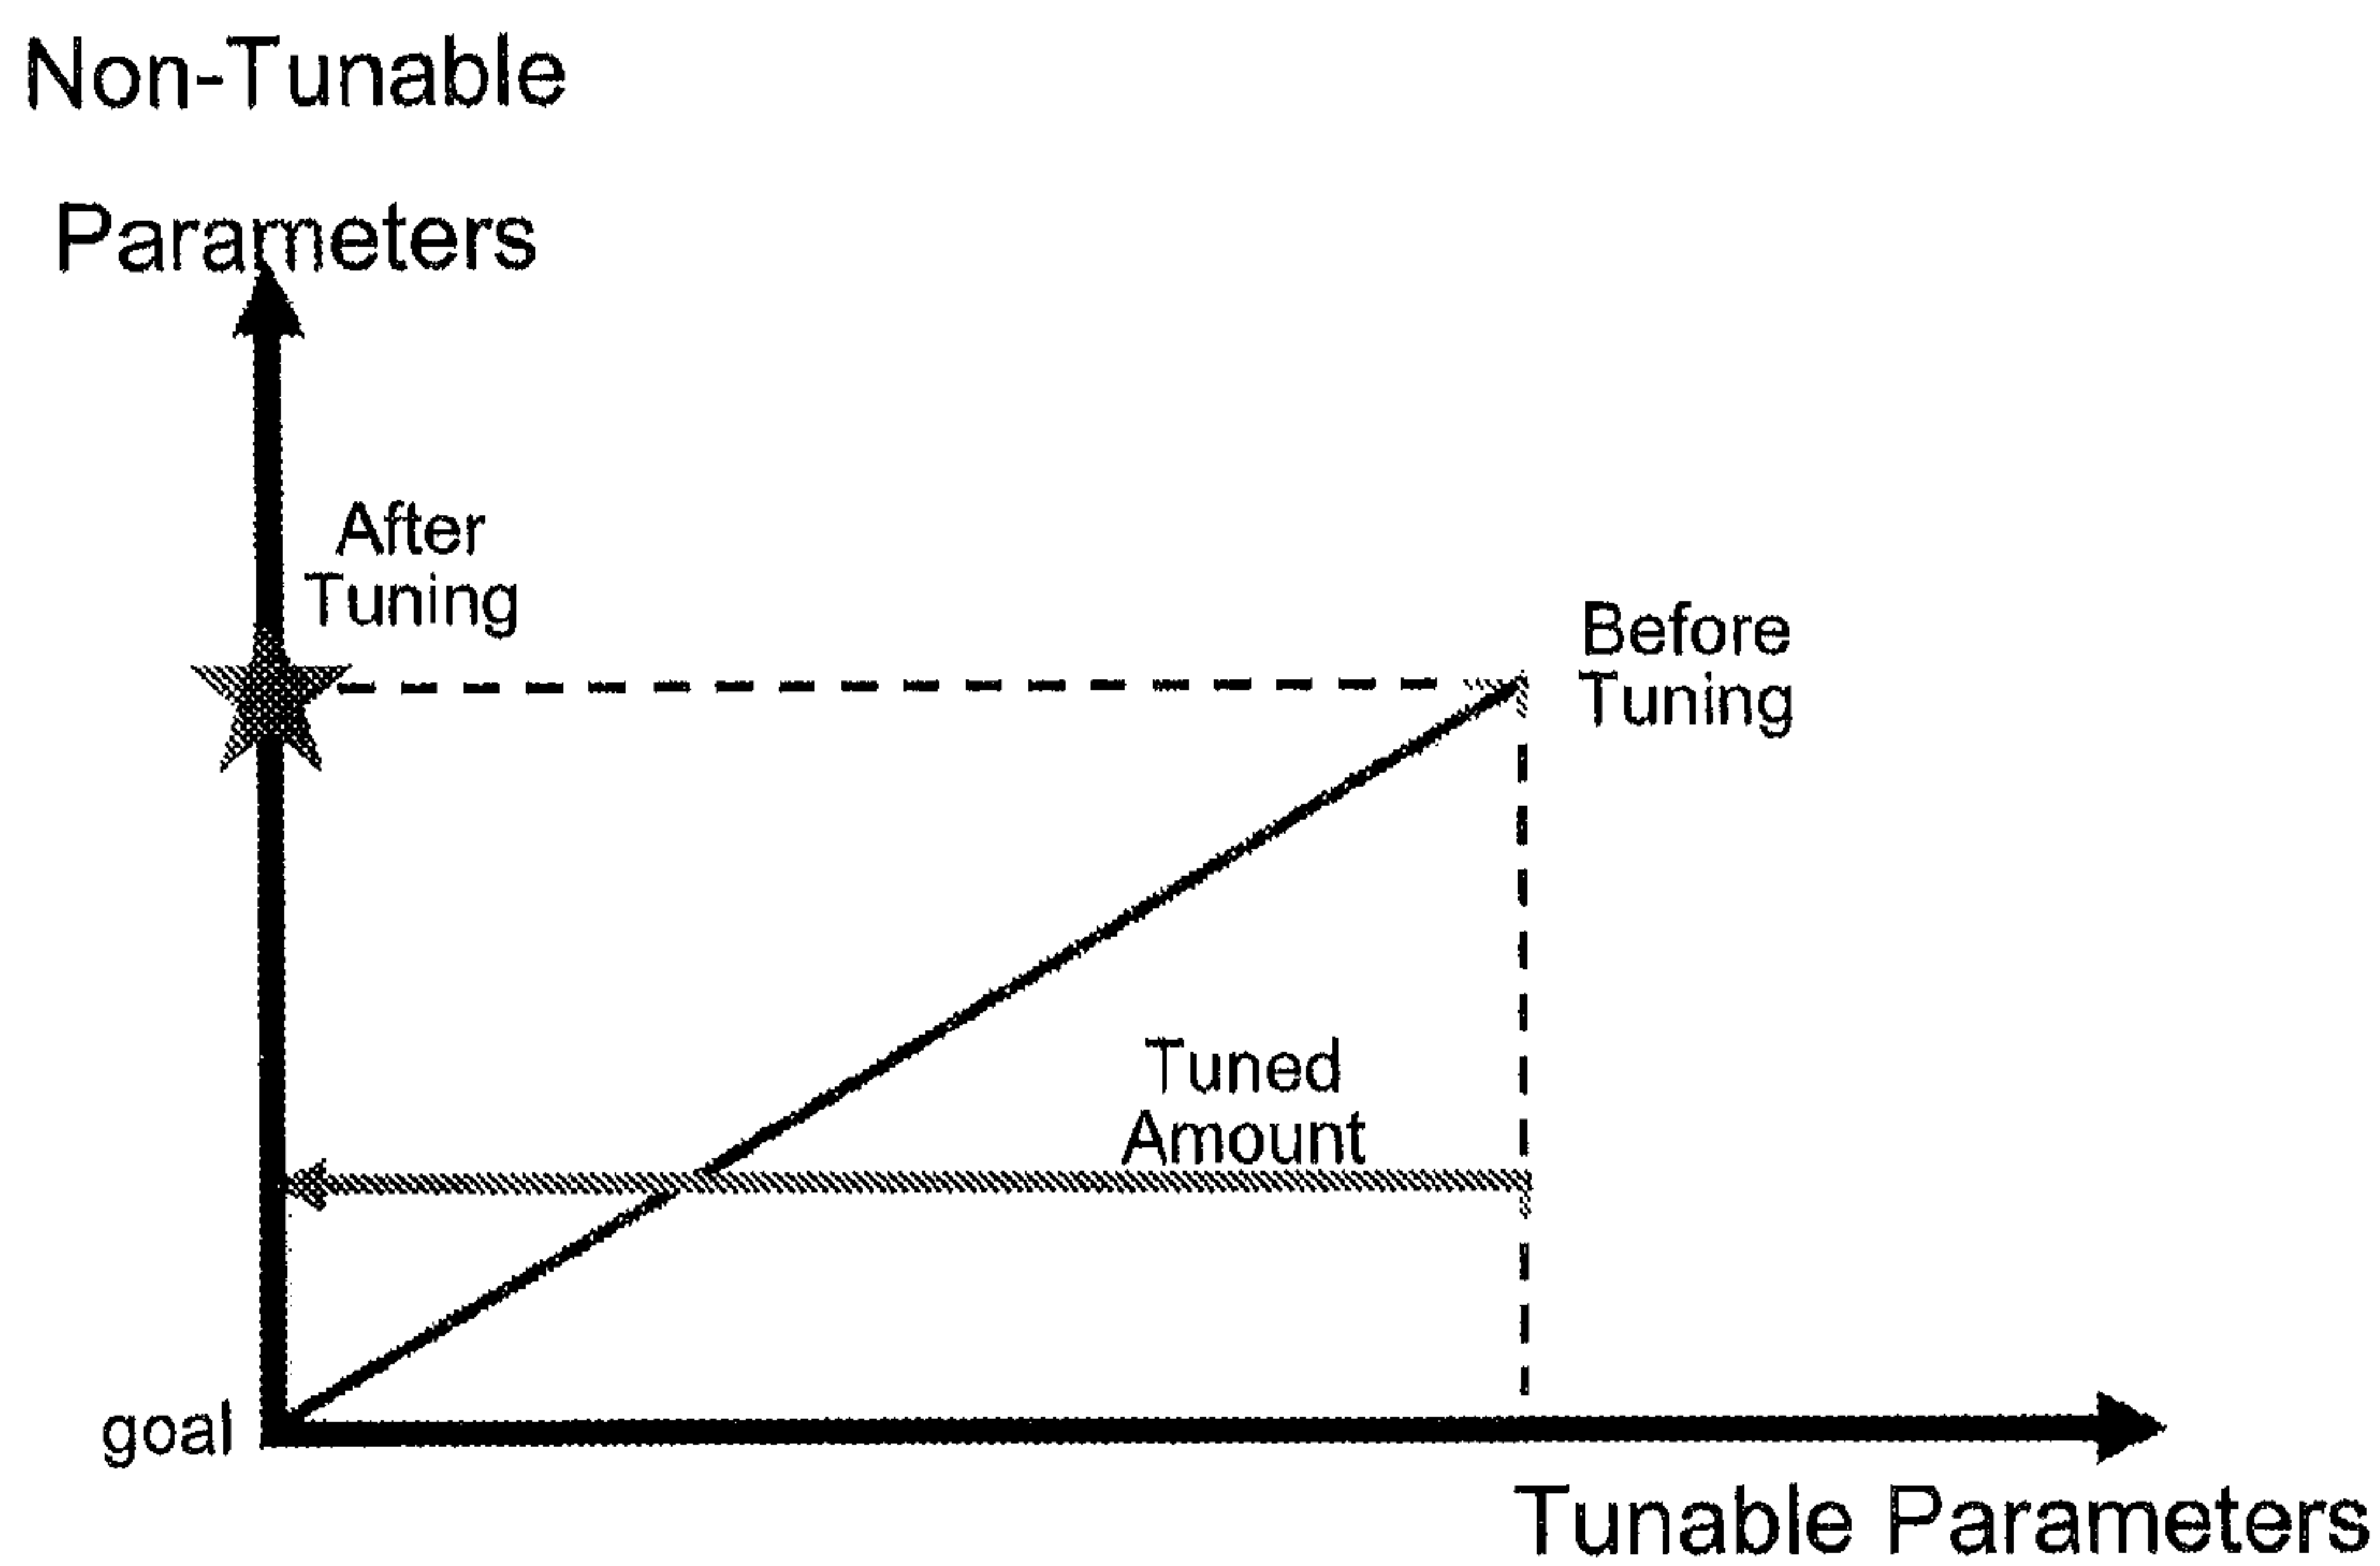 Non-Tunable
Parameters
After
Tuning
Before
Tuning
Tuned
Amount
goal
Tunable Parameters